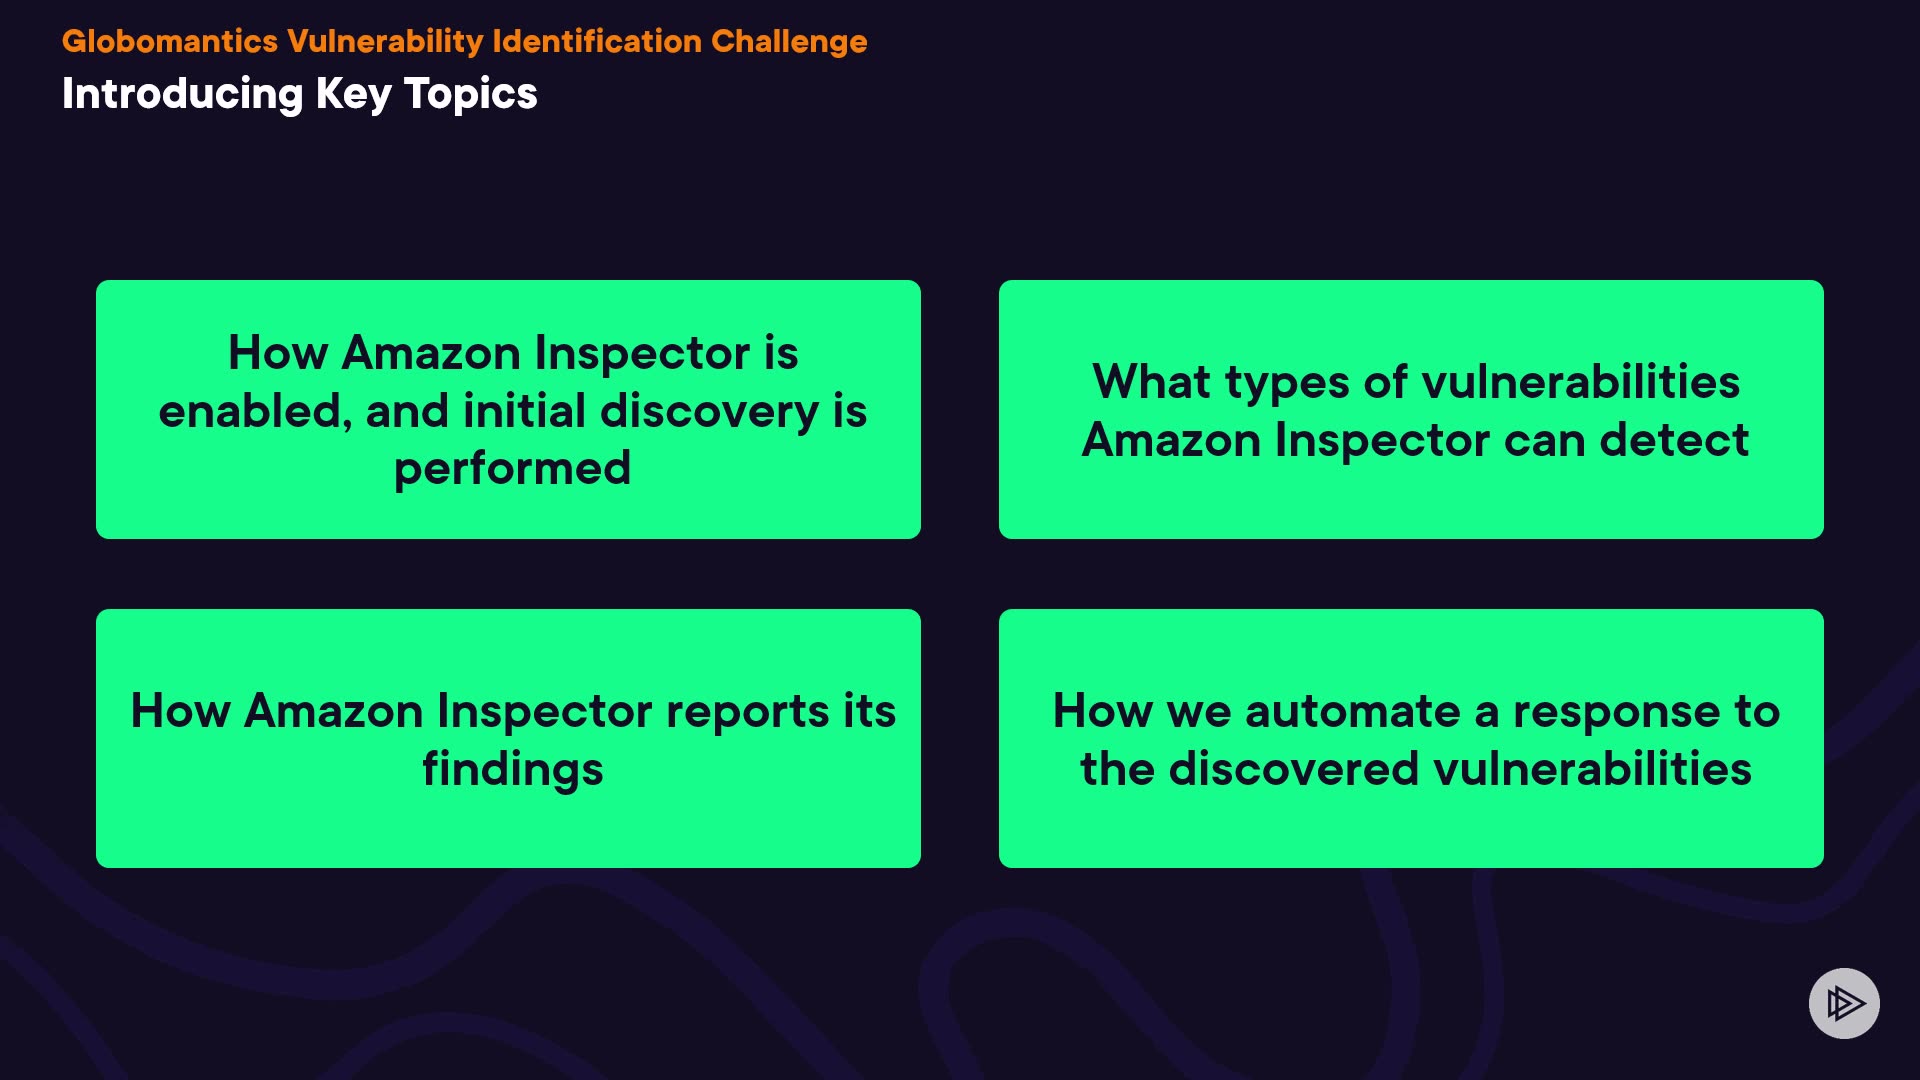 Globomantics Vulnerability Identification Challenge
Introducing Key Topics
How Amazon Inspector is
enabled, and initial discovery is
performed
What types of vulnerabilities
Amazon Inspector can detect
How Amazon Inspector reports its
findings
How we automate a response to
the discovered vulnerabilities